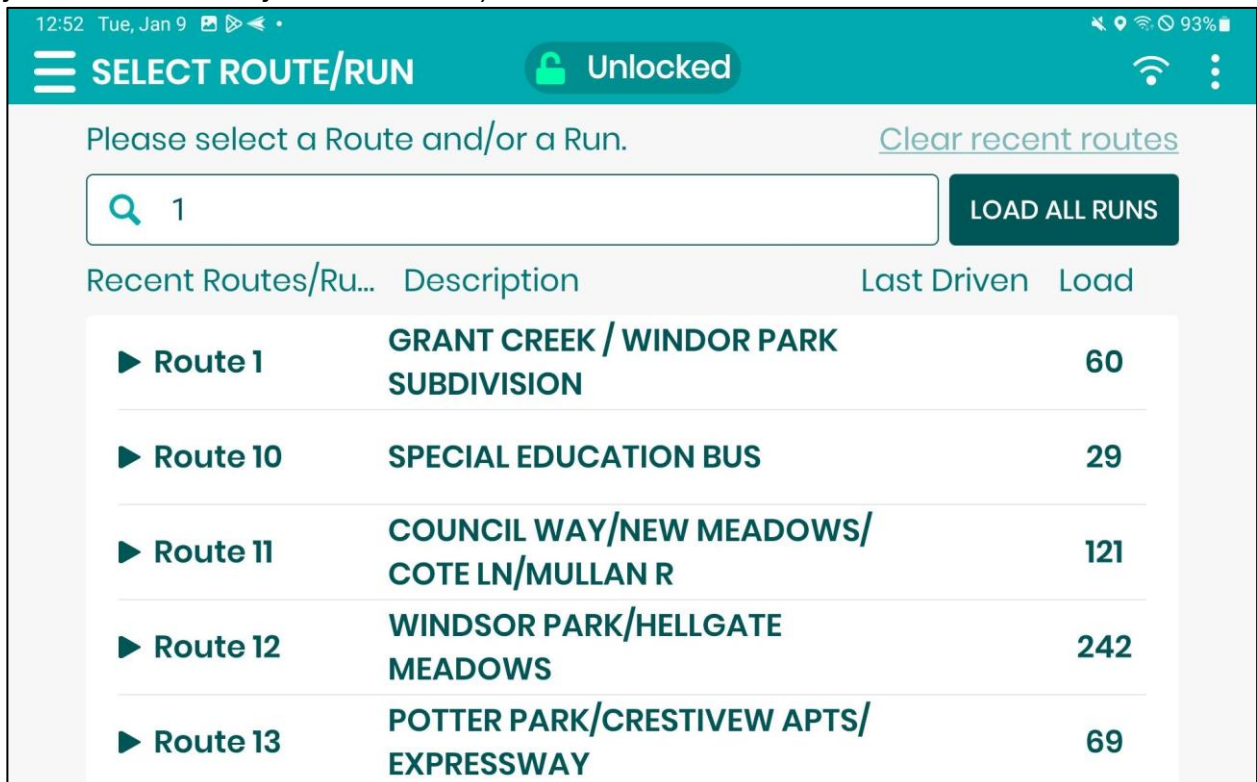 12:52 Tue, Jan 9 93%
SELECT ROUTE/RUN Unlocked
Please select a Route and/or a Run. Clear recent routes
1 LOAD ALL RUNS
Recent Routes/Ru... Description Last Driven Load
Route 1 GRANT CREEK / WINDOR PARK SUBDIVISION 60
Route 10 SPECIAL EDUCATION BUS 29
Route 11 COUNCIL WAY/NEW MEADOWS/ COTE LN/MULLAN R 121
Route 12 WINDSOR PARK/HELLGATE MEADOWS 242
Route 13 POTTER PARK/CRESTIVEW APTS/ EXPRESSWAY 69